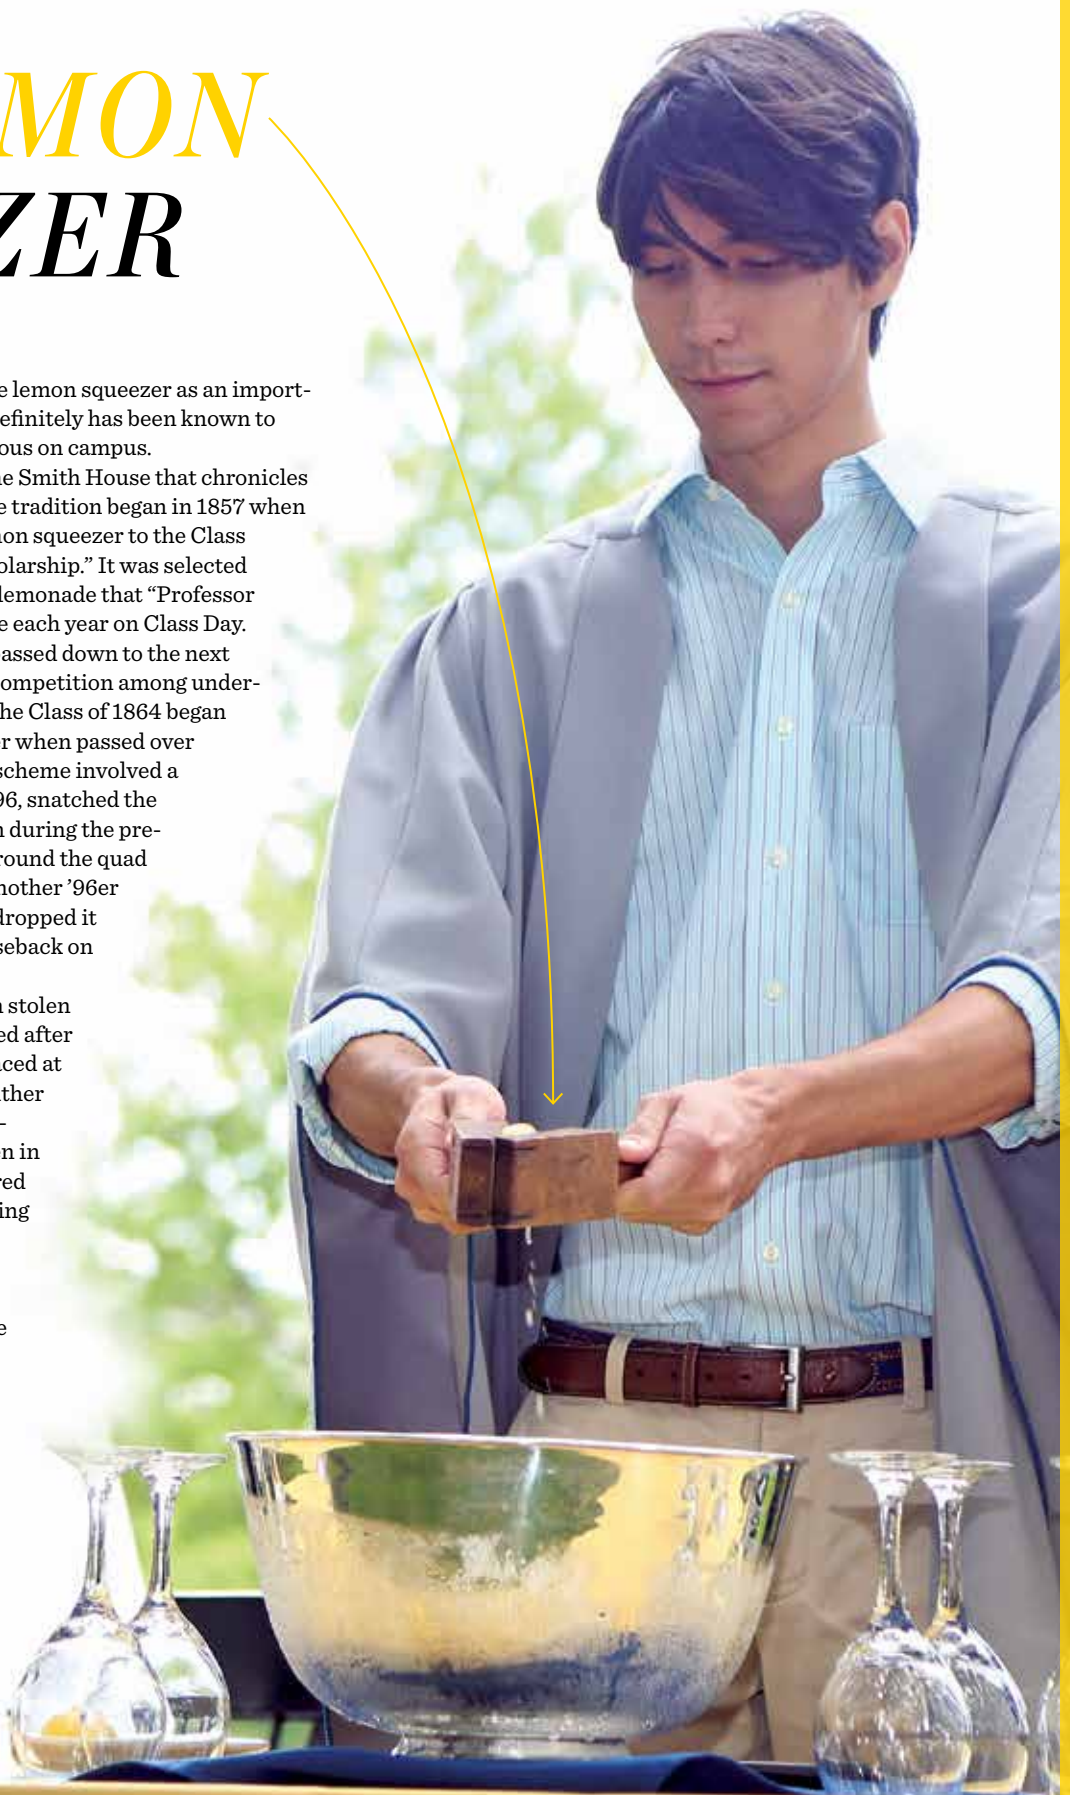 MON
ZER
e lemon squeezer as an import-
efinitely has been known to
ous on campus.
ne Smith House that chronicles
e tradition began in 1857 when
on squeezer to the Class
olarship.” It was selected
lemonade that “Professor
e each year on Class Day.
assed down to the next
ompetition among under-
he Class of 1864 began
r when passed over
scheme involved a
96, snatched the
n during the pre-
round the quad
nother ’96er
dropped it
seback on
n stolen
ed after
ced at
ther
-
n in
red
ing
e